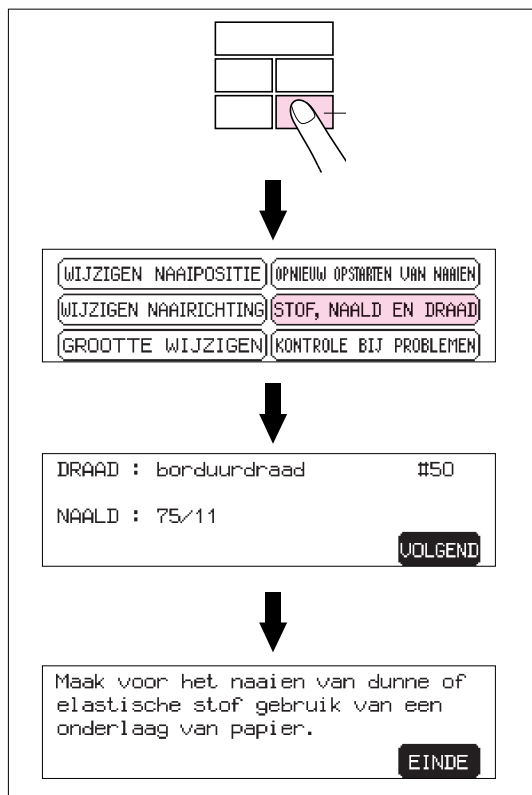 WIJZIGEN NAAIPOSITIE OPNIEUW OPSTARTEN VAN NAAIEN
WIJZIGEN NAAIRICHTING STOF, NAALD EN DRAAD
GROOTTE WIJZIGEN KONTROLE BIJ PROBLEMEN
DRAAD : borduurdraad #50
NAALD : 75/11
VOLGEND
Maak voor het naaien van dunne of
elastische stof gebruik van een
onderlaag van papier.
EINDE